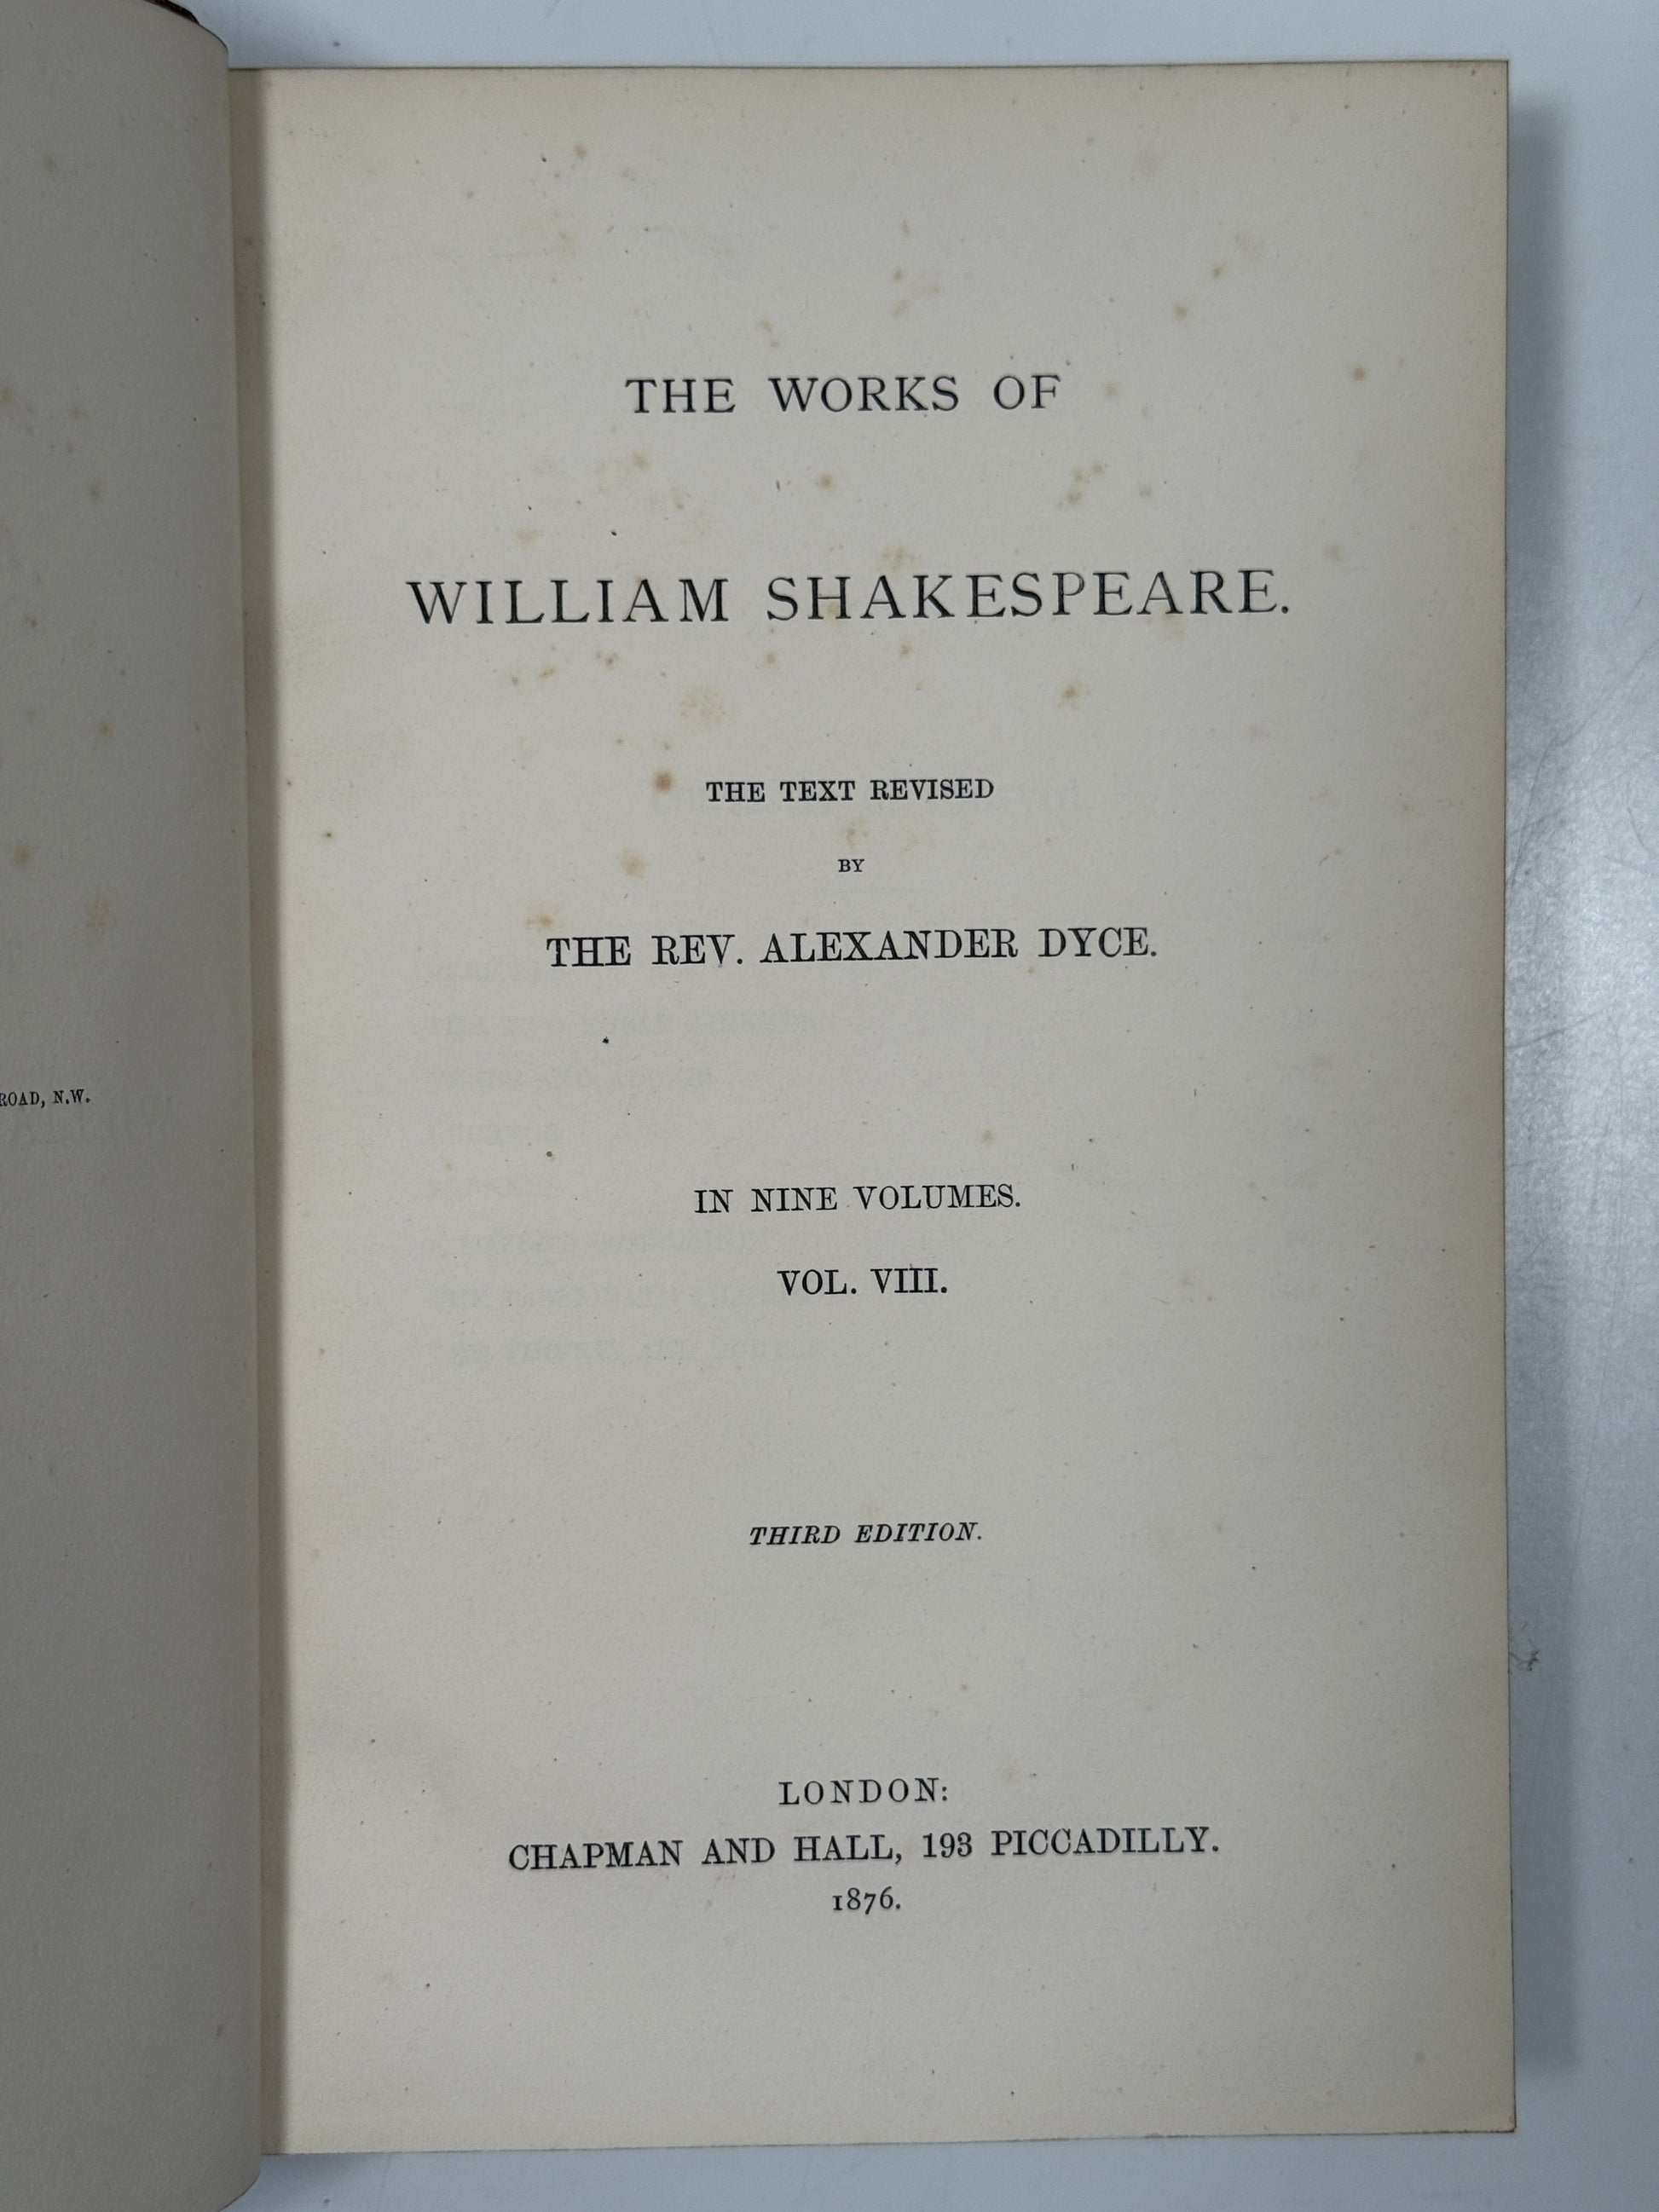 ROAD, N.W.
THE WORKS OF
WILLIAM SHAKESPEARE.
THE TEXT REVISED
BY
THE REV. ALEXANDER DYCE.
IN NINE VOLUMES.
VOL. VIII.
THIRD EDITION.
LONDON:
CHAPMAN AND HALL, 193 PICCADILLY.
1876.